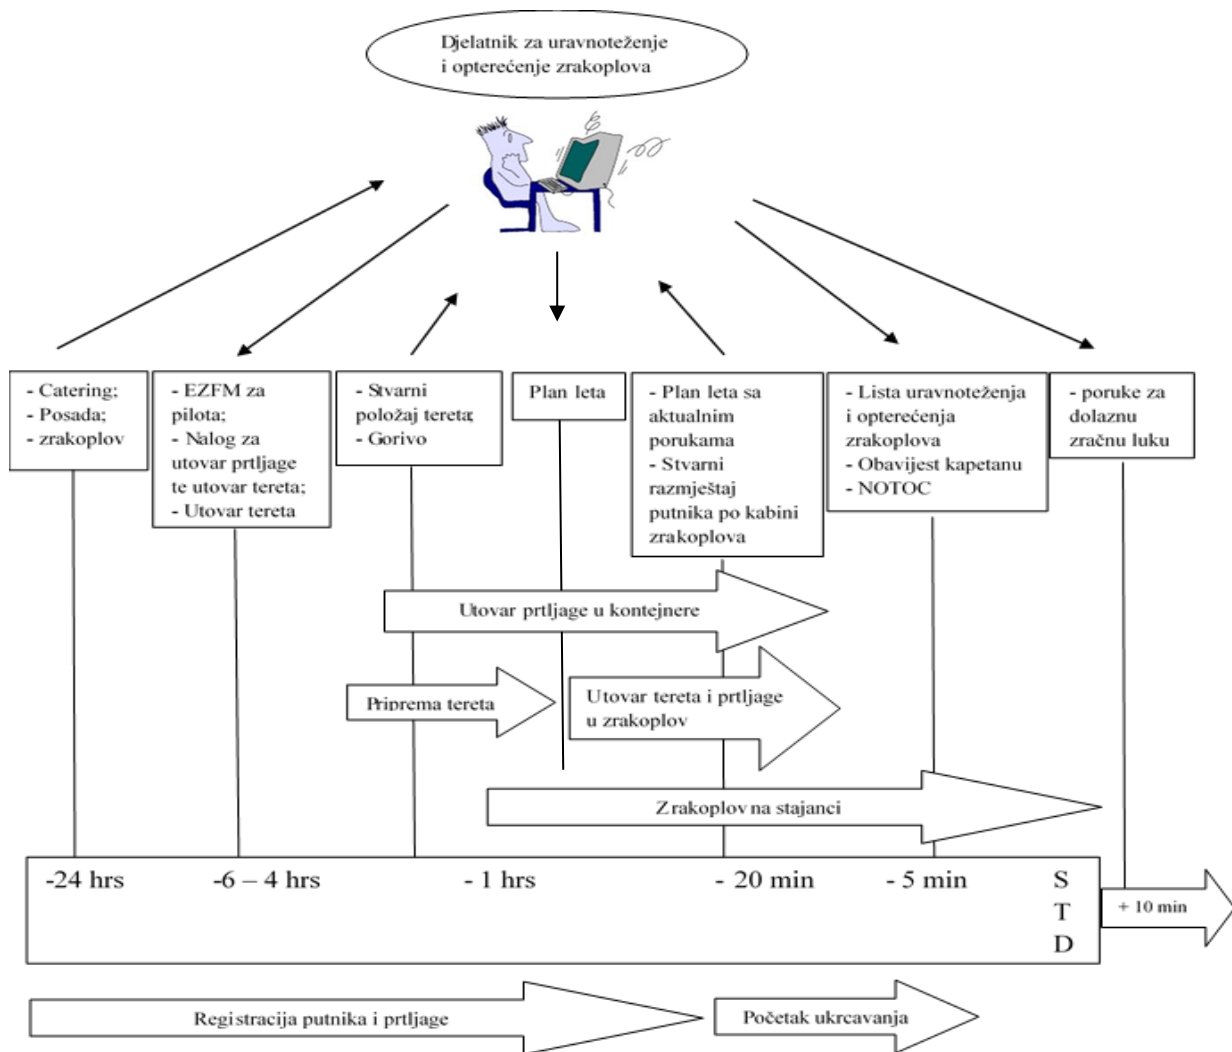 Djelatnik za uravnoteženje
i opterećenje zrakoplova
- Catering;
- Posada;
- zrakoplov
- EZFM za
pilota;
- Nalog za
utovar prtljage
te utovar tereta;
- Utovar tereta
- Stvarni
položaj tereta;
- Gorivo
Plan leta
- Plan leta sa
aktualnim
porukama
- Stvarni
razmještaj
putnika po kabini
zrakoplova
- Lista uravnoteženja
i opterećenja
zrakoplova
- Obavijest kapetanu
- NOTOC
- poruke za
dolaznu
zračnu luku
Utovar prtljage u kontejnere
Priprema tereta
Utovar tereta i prtljage
u zrakoplov
Zrakoplov na stajanci
-24 hrs
-6 – 4 hrs
- 1 hrs
- 20 min
- 5 min
S
T
D
+ 10 min
Registracija putnika i prtljage
Početak ukrcavanja